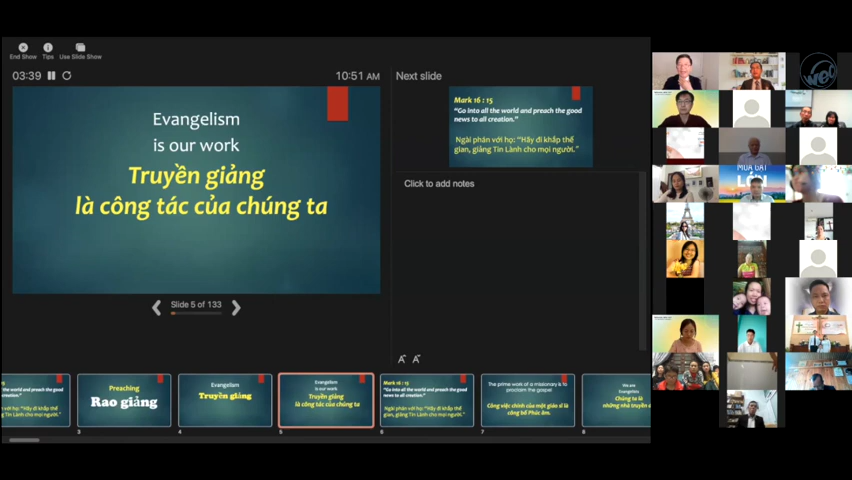 End Show
Tips
Use Slide Show
03:39
10:51 AM
Evangelism
is our work
Truyền giảng
là công tác của chúng ta
Slide 5 of 133
Next slide
Mark 16 : 15
"Go into all the world and preach the good
news to all creation."
Ngài phán với họ: "Hãy đi khắp thế
gian, giảng Tin Lành cho mọi người."
Click to add notes
Preaching
Rao giảng
3
Evangelism
Truyền giảng
4
Evangelism
is our work
Truyền giảng
là công tác của chúng ta
5
Mark 16 : 15
"Go into all the world and preach the good
news to all creation."
Ngài phán với họ: "Hãy đi khắp thế
gian, giảng Tin Lành cho mọi người."
6
The prime work of a missionary is to
proclaim the gospel
Công việc chính của một giáo sĩ là
công bố Phúc âm.
7
We are
Evangelists
Chúng ta là
những nhà truyền
8
MÙA GẶT
LỚN
weo